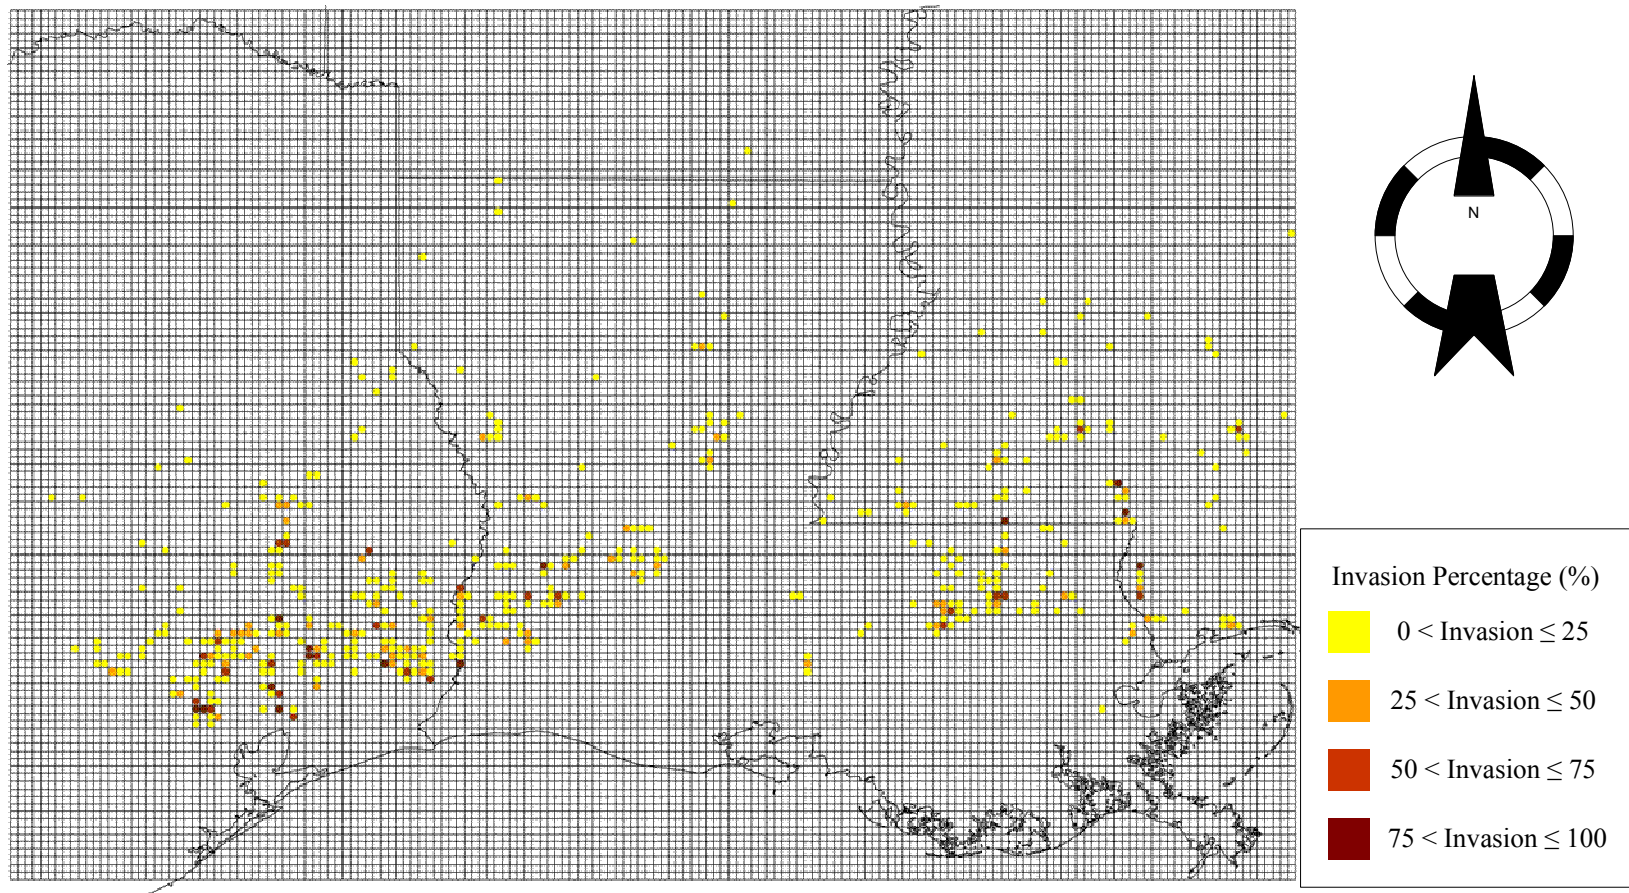 N
Invasion Percentage (%)
0 < Invasion ≤ 25
25 < Invasion ≤ 50
50 < Invasion ≤ 75
75 < Invasion ≤ 100